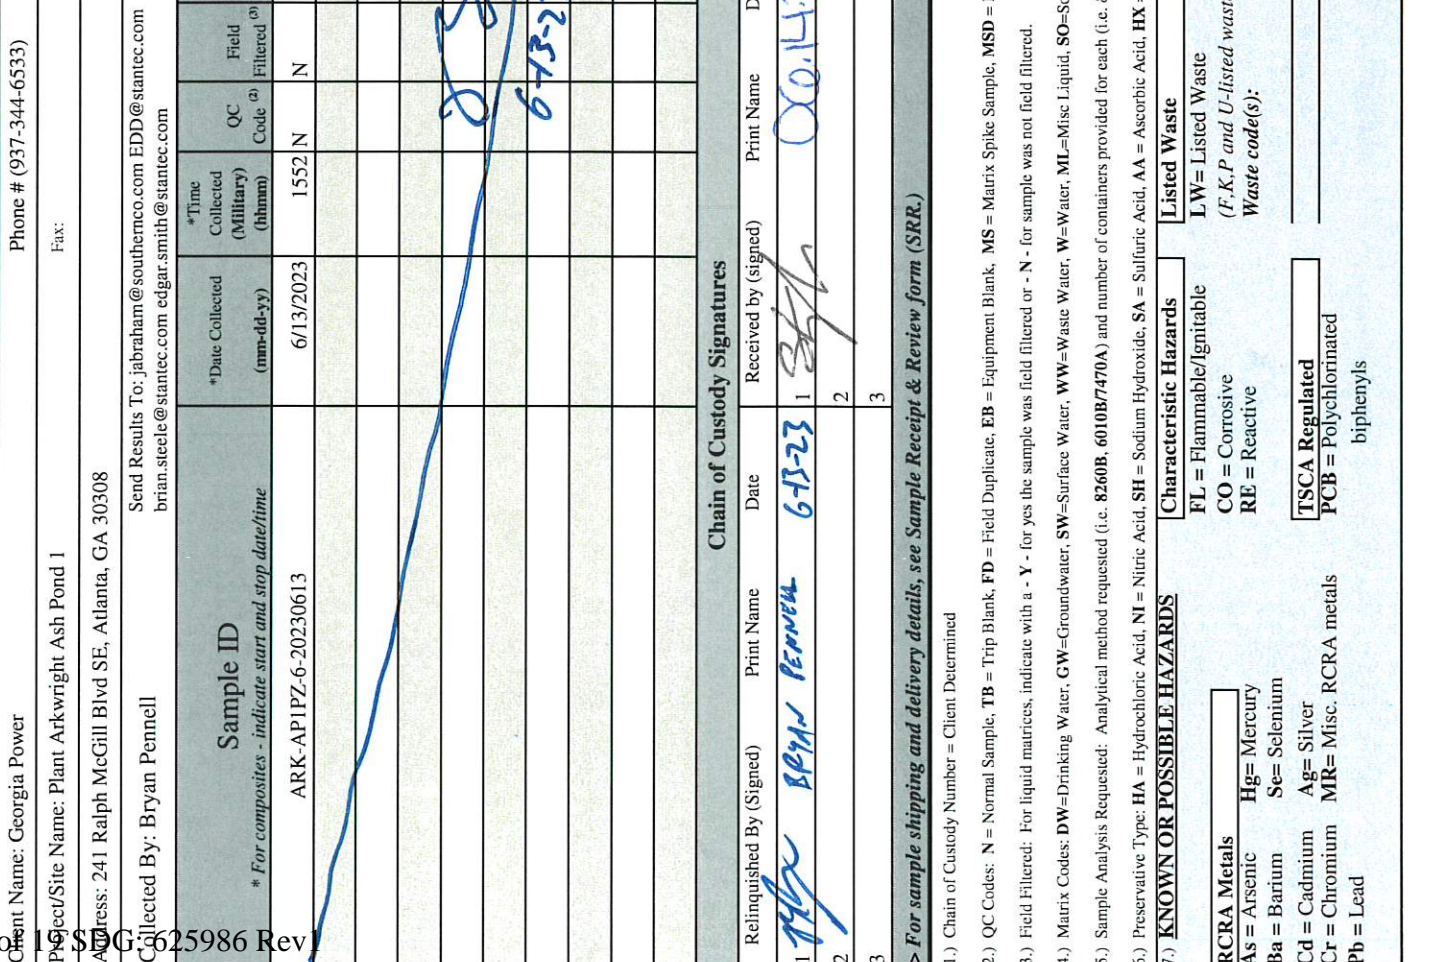 Client Name: Georgia Power Phone # (937-344-6533)
Project/Site Name: Plant Arkwright Ash Pond 1 Fax:
Address: 241 Ralph McGill Blvd SE, Atlanta, GA 30308
Collected By: Bryan Pennell Send Results To: jabraham@southernco.com EDD@stantec.com
brian.steele@stantec.com edgar.smith@stantec.com
Sample ID
* For composites - indicate start and stop date/time
*Date Collected
(mm-dd-yy)
*Time
Collected
(Military)
(hhmm)
QC
Code (2)
Field
Filtered (3)
ARK-AP1PZ-6-20230613 6/13/2023 1552 N N
6-13-2
Chain of Custody Signatures
Relinquished By (Signed) Print Name Date Received by (signed) Print Name D
1 BRYAN PENNELL 6-13-23 1
2 2
3 3
> For sample shipping and delivery details, see Sample Receipt & Review form (SRR.)
1.) Chain of Custody Number = Client Determined
2.) QC Codes: N = Normal Sample, TB = Trip Blank, FD = Field Duplicate, EB = Equipment Blank, MS = Matrix Spike Sample, MSD =
3.) Field Filtered: For liquid matrices, indicate with a - Y - for yes the sample was field filtered or - N - for sample was not field filtered.
4.) Matrix Codes: DW=Drinking Water, GW=Groundwater, SW=Surface Water, WW=Waste Water, W=Water, ML=Misc Liquid, SO=So
5.) Sample Analysis Requested: Analytical method requested (i.e. 8260B, 6010B/7470A) and number of containers provided for each (i.e. 8
6.) Preservative Type: HA = Hydrochloric Acid, NI = Nitric Acid, SH = Sodium Hydroxide, SA = Sulfuric Acid, AA = Ascorbic Acid, HX =
7.) KNOWN OR POSSIBLE HAZARDS
RCRA Metals
As = Arsenic Hg= Mercury
Ba = Barium Se= Selenium
Cd = Cadmium Ag= Silver
Cr = Chromium MR= Misc. RCRA metals
Pb = Lead
Characteristic Hazards
FL = Flammable/Ignitable
CO = Corrosive
RE = Reactive
TSCA Regulated
PCB = Polychlorinated
biphenyls
Listed Waste
LW= Listed Waste
(F,K,P and U-listed wast
Waste code(s):
of 19 SDG: 625986 Rev1